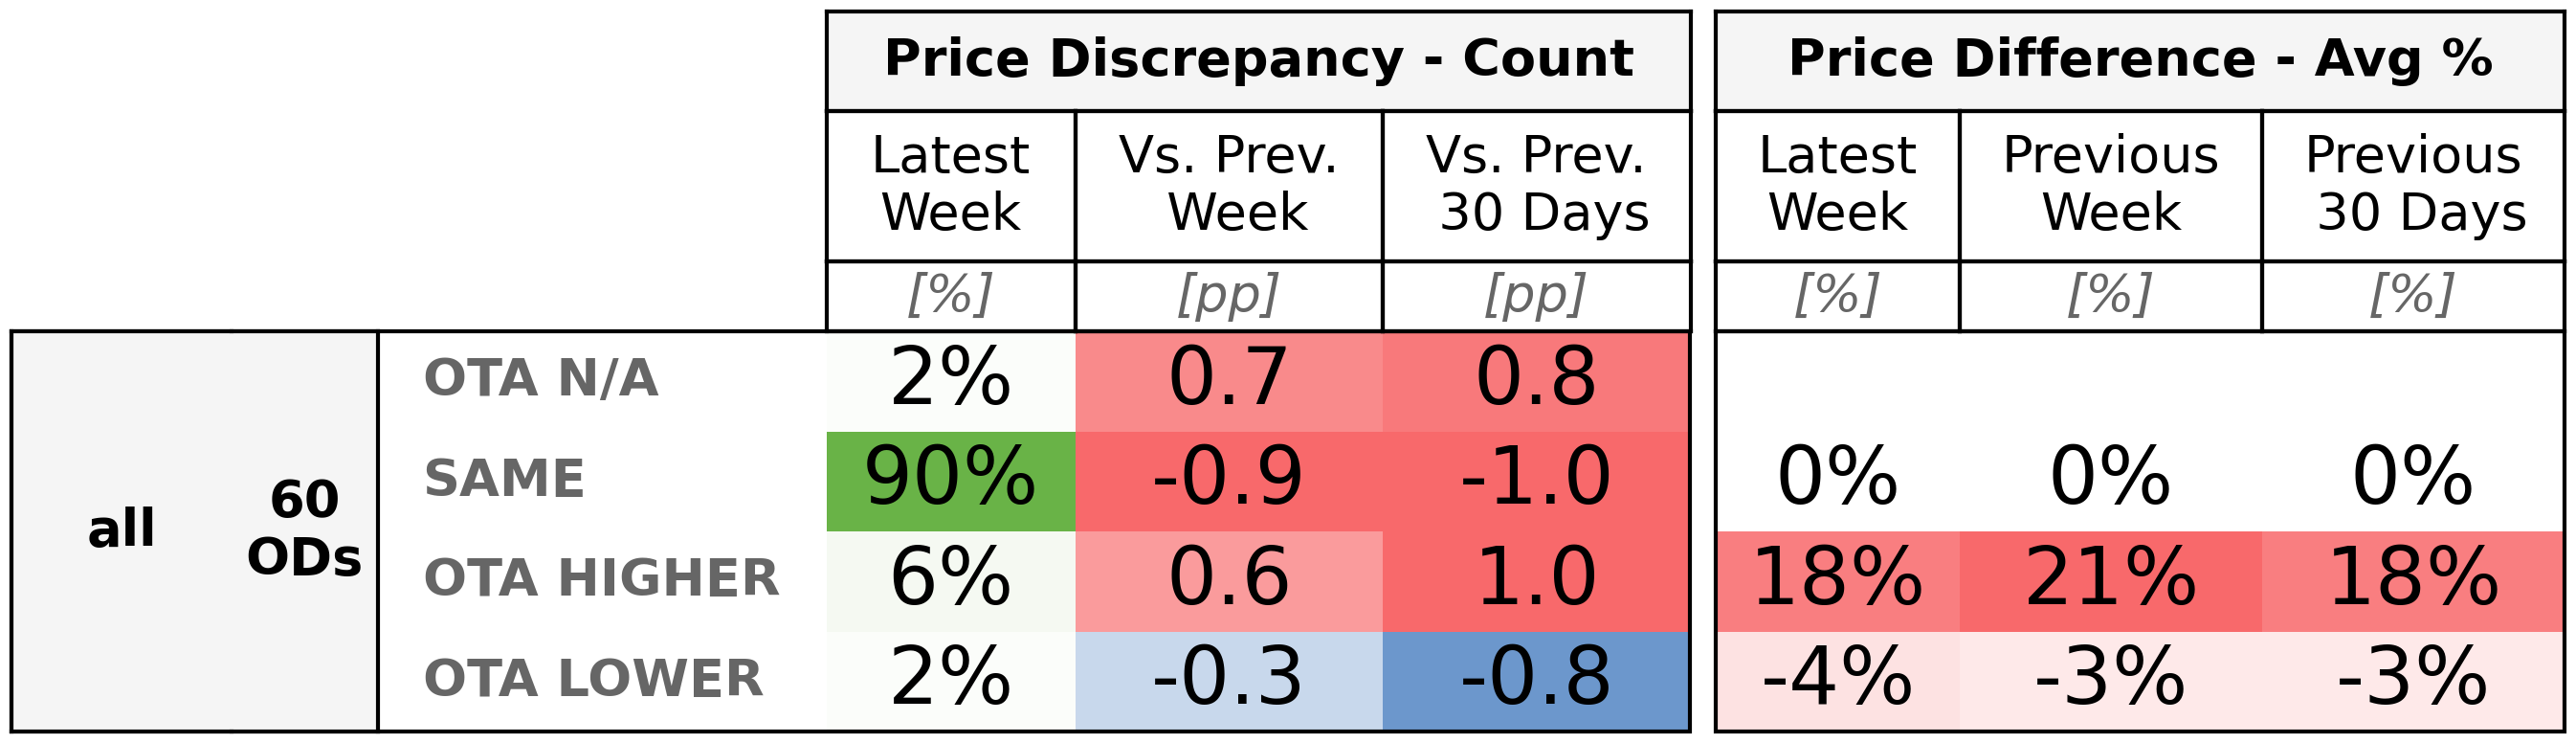 Price Discrepancy - Count Price Difference - Avg %
Latest Week Vs. Prev. Week Vs. Prev. 30 Days Latest Week Previous Week Previous 30 Days
[%] [pp] [pp] [%] [%] [%]
all 60 ODs
OTA N/A 2% 0.7 0.8
SAME 90% -0.9 -1.0 0% 0% 0%
OTA HIGHER 6% 0.6 1.0 18% 21% 18%
OTA LOWER 2% -0.3 -0.8 -4% -3% -3%